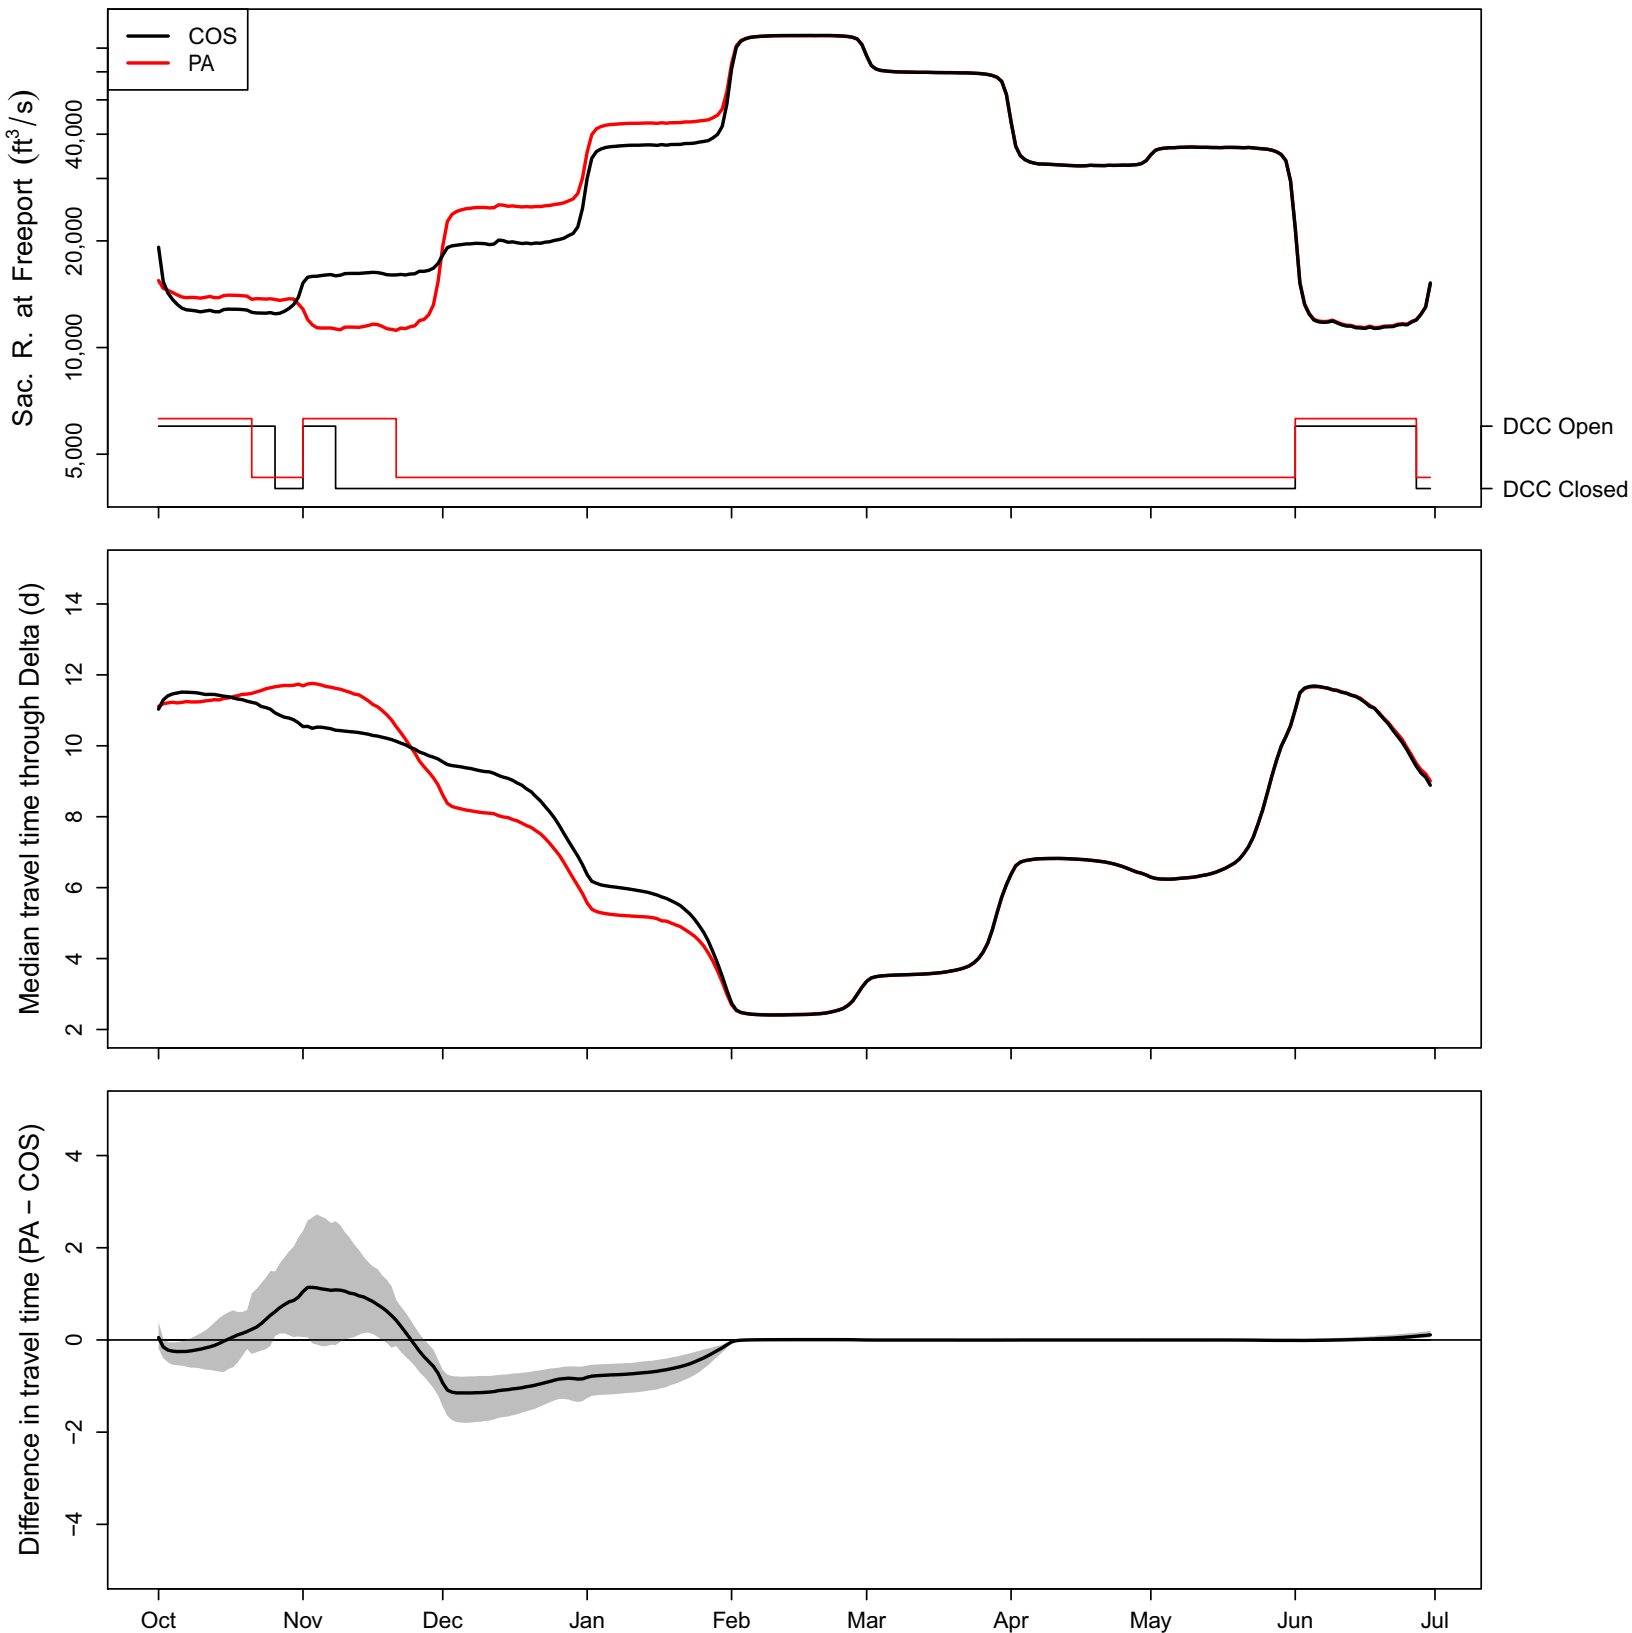 COS
PA
Sac. R. at Freeport (ft³/s)
40,000
20,000
10,000
5,000
DCC Open
DCC Closed
Median travel time through Delta (d)
14
12
10
8
6
4
2
Difference in travel time (PA − COS)
4
2
0
−2
−4
Oct Nov Dec Jan Feb Mar Apr May Jun Jul